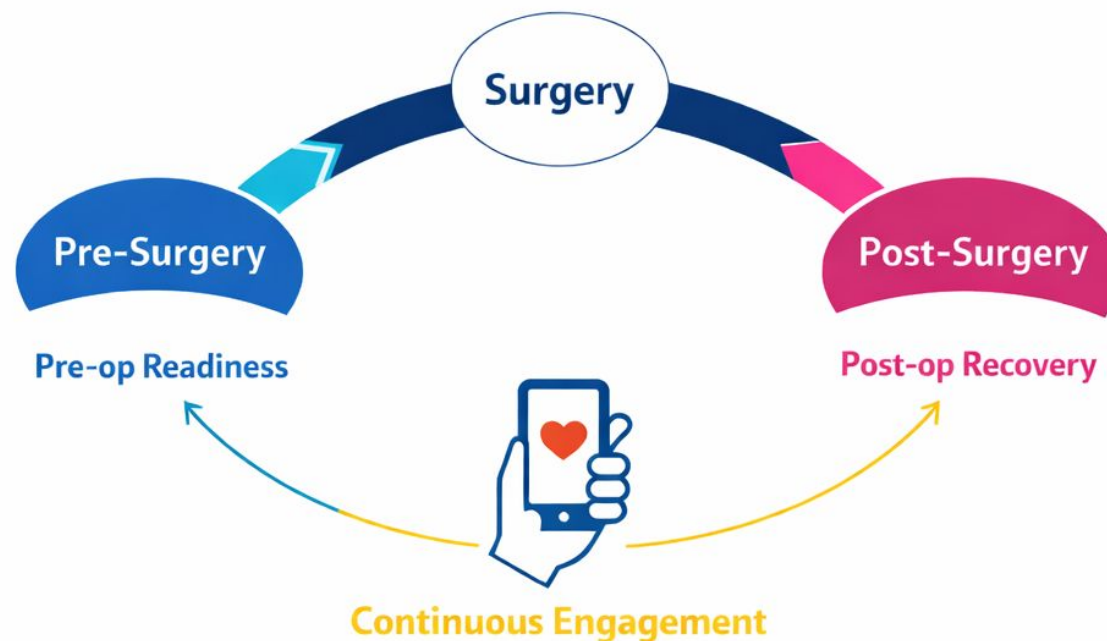 Surgery
Pre-Surgery
Post-Surgery
Pre-op Readiness
Post-op Recovery
Continuous Engagement